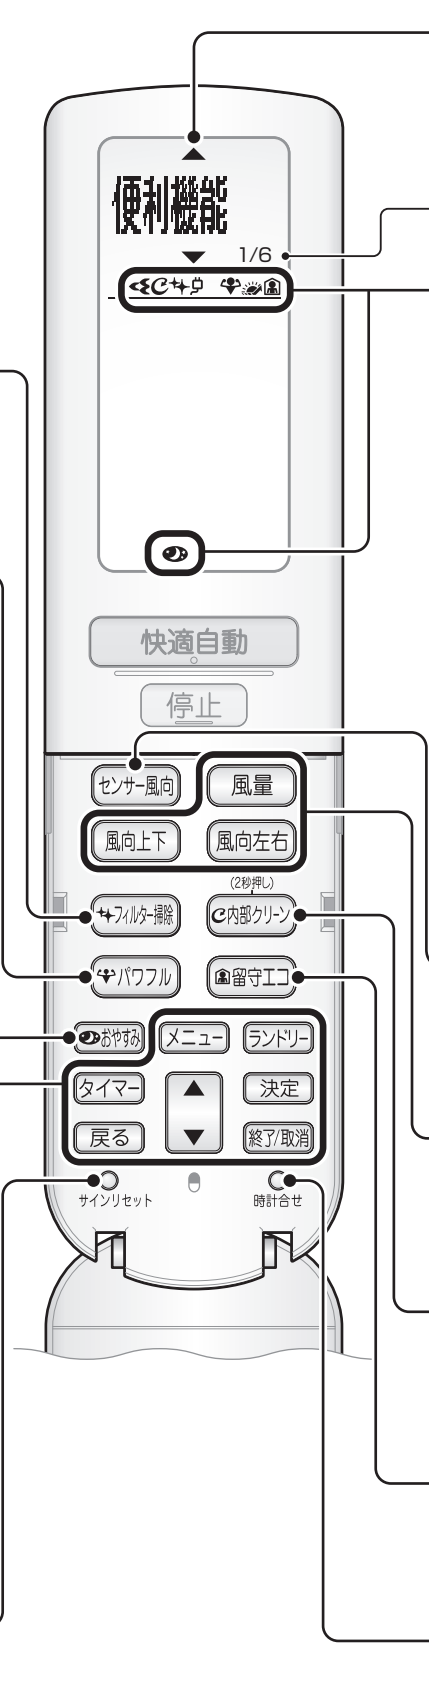 便利機能
1/6
快適自動
停止
センサー風向 風量
風向上下 風向左右
(2秒押し)
フィルター掃除 内部クリーン
パワフル 留守エコ
おやすみ メニュー ランドリー
タイマー 決定
戻る 終了/取消
サインリセット 時計合せ